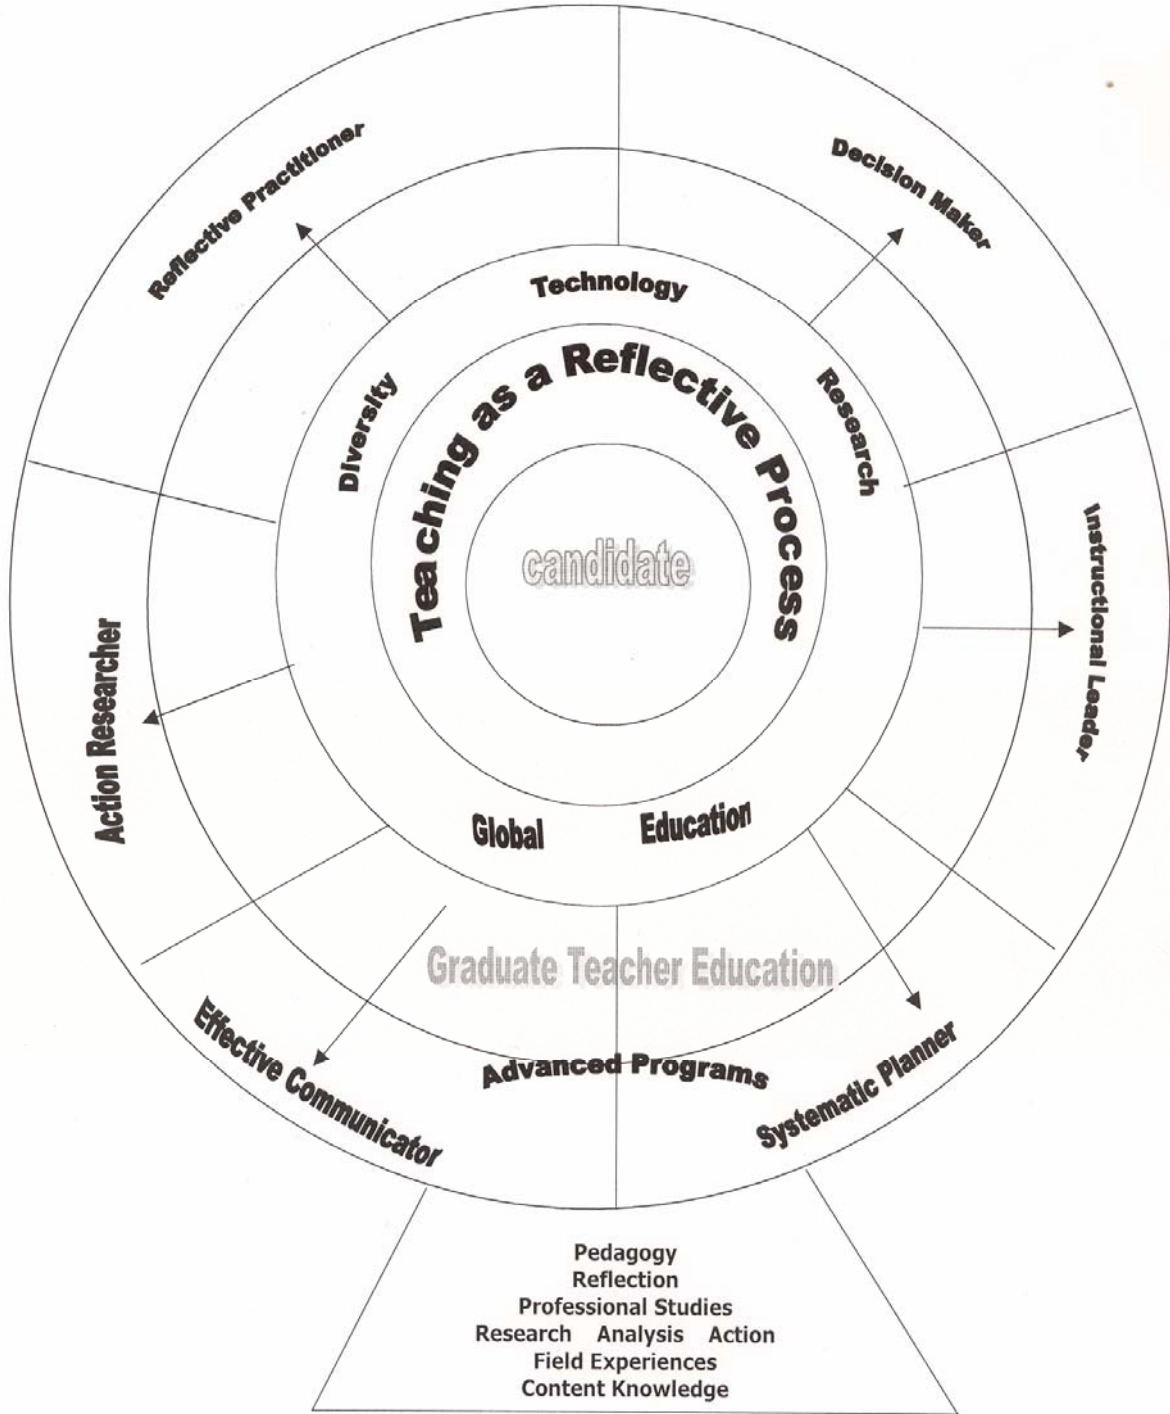 Reflective Practitioner
Decision Maker
Technology
Diversity
Research
Teaching as a Reflective Process
candidate
Instructional Leader
Action Researcher
Global Education
Graduate Teacher Education
Effective Communicator
Advanced Programs
Systematic Planner
Pedagogy
Reflection
Professional Studies
Research Analysis Action
Field Experiences
Content Knowledge